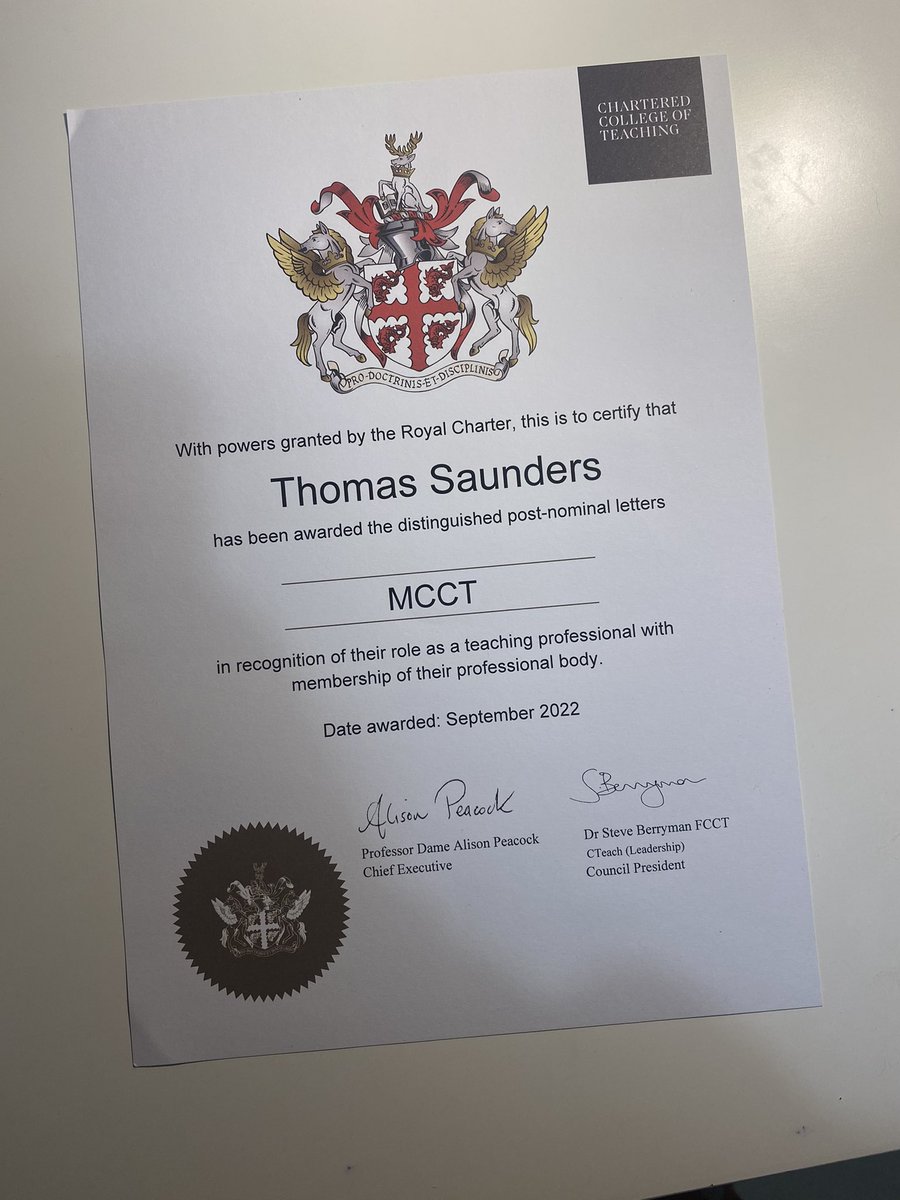 CHARTERED
COLLEGE OF
TEACHING
PRO·DOCTRINIS·ET·DISCIPLINIS
With powers granted by the Royal Charter, this is to certify that
Thomas Saunders
has been awarded the distinguished post-nominal letters
MCCT
in recognition of their role as a teaching professional with
membership of their professional body.
Date awarded: September 2022
Alison Peacock
S Berryman
Professor Dame Alison Peacock
Chief Executive
Dr Steve Berryman FCCT
CTeach (Leadership)
Council President